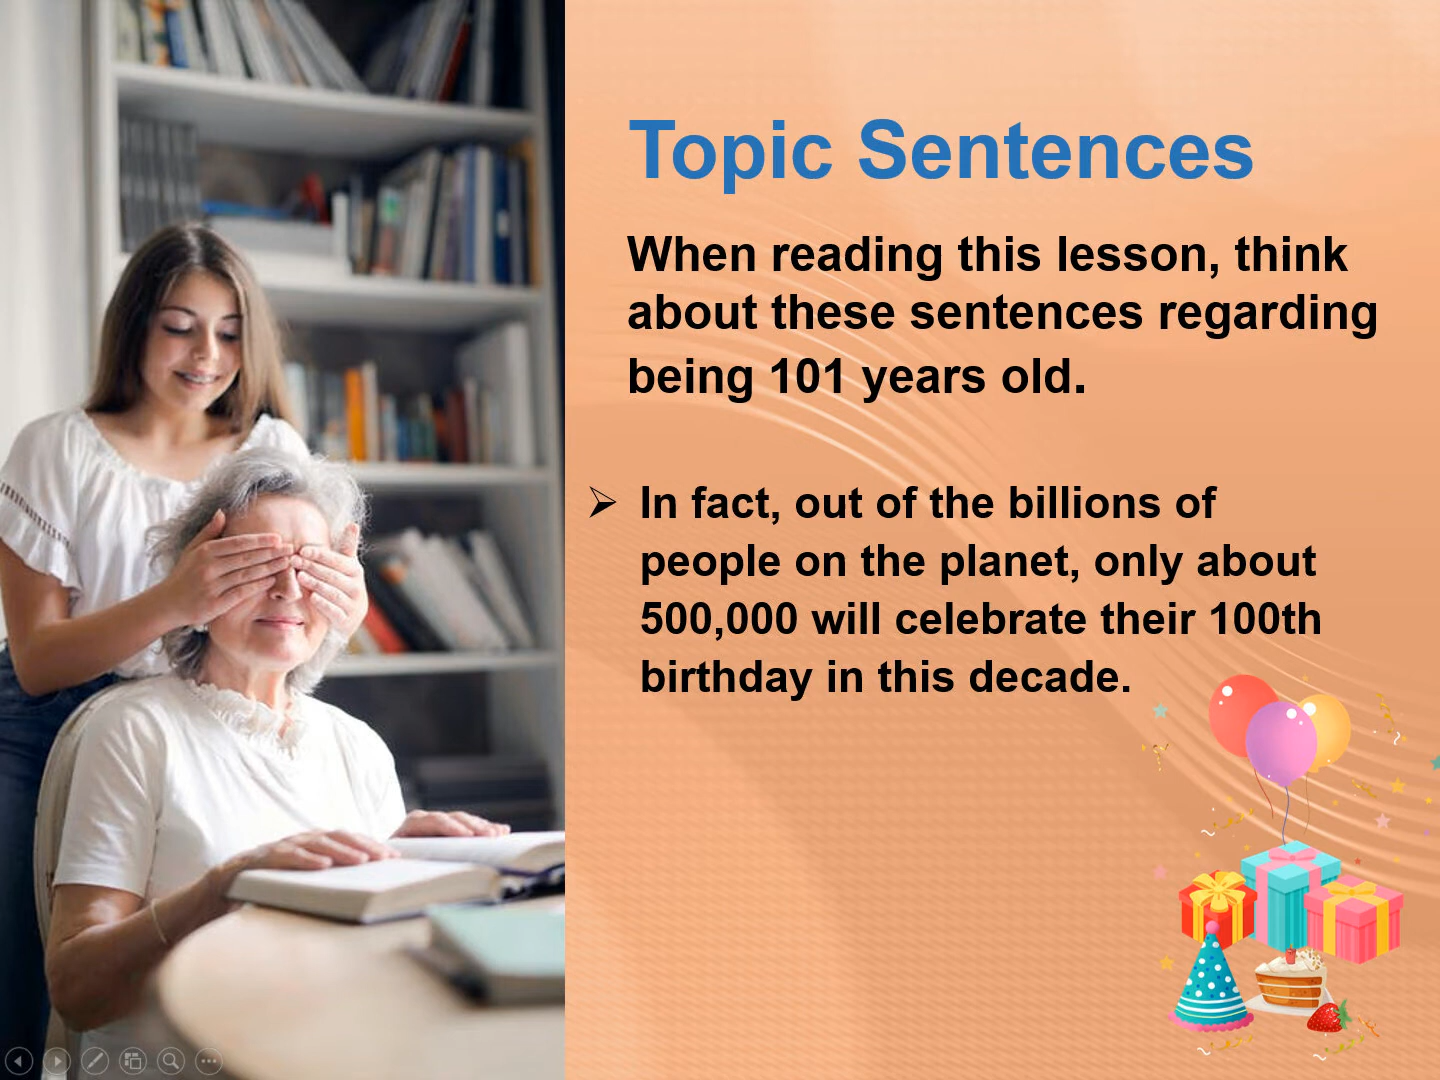 Topic Sentences
When reading this lesson, think
about these sentences regarding
being 101 years old.
In fact, out of the billions of
people on the planet, only about
500,000 will celebrate their 100th
birthday in this decade.